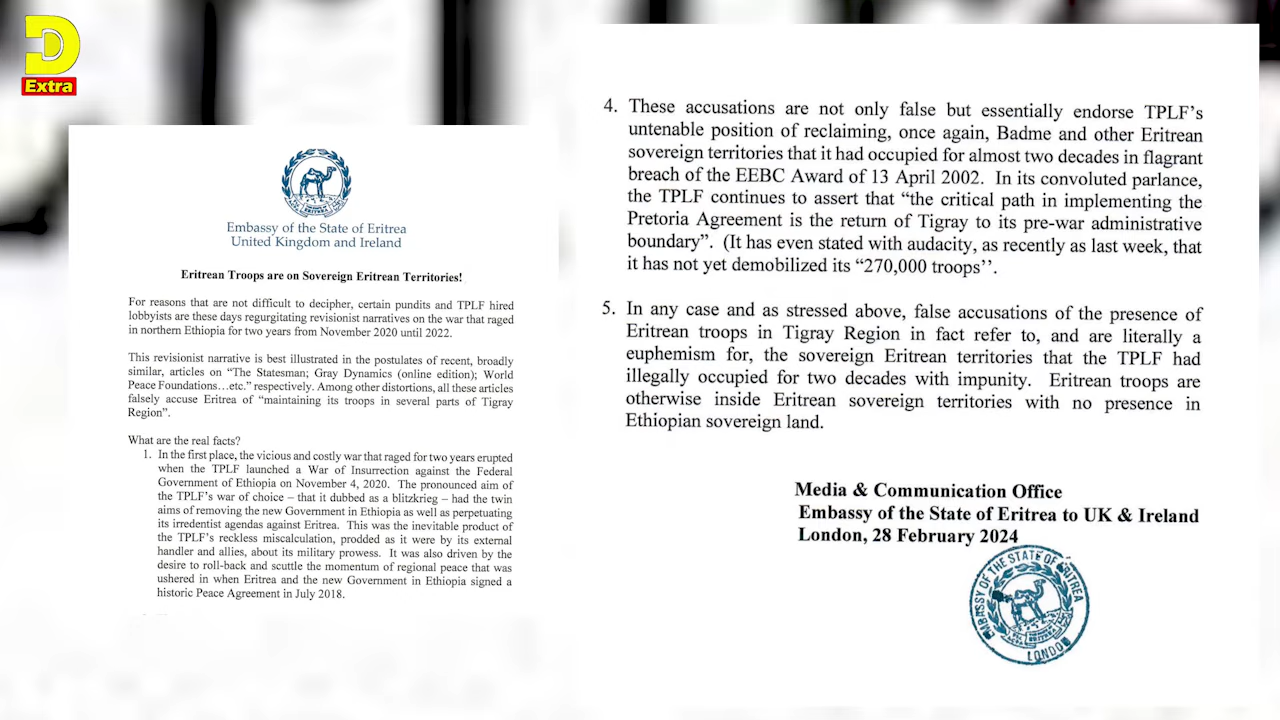 D
Extra
Embassy of the State of Eritrea
United Kingdom and Ireland
Eritrean Troops are on Sovereign Eritrean Territories!
For reasons that are not difficult to decipher, certain pundits and TPLF hired
lobbyists are these days regurgitating revisionist narratives on the war that raged
in northern Ethiopia for two years from November 2020 until 2022.
This revisionist narrative is best illustrated in the postulates of recent, broadly
similar, articles on “The Statesman; Gray Dynamics (online edition); World
Peace Foundations…etc.” respectively. Among other distortions, all these articles
falsely accuse Eritrea of “maintaining its troops in several parts of Tigray
Region”.
What are the real facts?
1. In the first place, the vicious and costly war that raged for two years erupted
when the TPLF launched a War of Insurrection against the Federal
Government of Ethiopia on November 4, 2020. The pronounced aim of
the TPLF’s war of choice – that it dubbed as a blitzkrieg – had the twin
aims of removing the new Government in Ethiopia as well as perpetuating
its irredentist agendas against Eritrea. This was the inevitable product of
the TPLF’s reckless miscalculation, prodded as it were by its external
handler and allies, about its military prowess. It was also driven by the
desire to roll-back and scuttle the momentum of regional peace that was
ushered in when Eritrea and the new Government in Ethiopia signed a
historic Peace Agreement in July 2018.
4. These accusations are not only false but essentially endorse TPLF’s
untenable position of reclaiming, once again, Badme and other Eritrean
sovereign territories that it had occupied for almost two decades in flagrant
breach of the EEBC Award of 13 April 2002. In its convoluted parlance,
the TPLF continues to assert that “the critical path in implementing the
Pretoria Agreement is the return of Tigray to its pre-war administrative
boundary”. (It has even stated with audacity, as recently as last week, that
it has not yet demobilized its “270,000 troops’’.
5. In any case and as stressed above, false accusations of the presence of
Eritrean troops in Tigray Region in fact refer to, and are literally a
euphemism for, the sovereign Eritrean territories that the TPLF had
illegally occupied for two decades with impunity. Eritrean troops are
otherwise inside Eritrean sovereign territories with no presence in
Ethiopian sovereign land.
Media & Communication Office
Embassy of the State of Eritrea to UK & Ireland
London, 28 February 2024
EMBASSY OF THE STATE OF ERITREA
LONDON